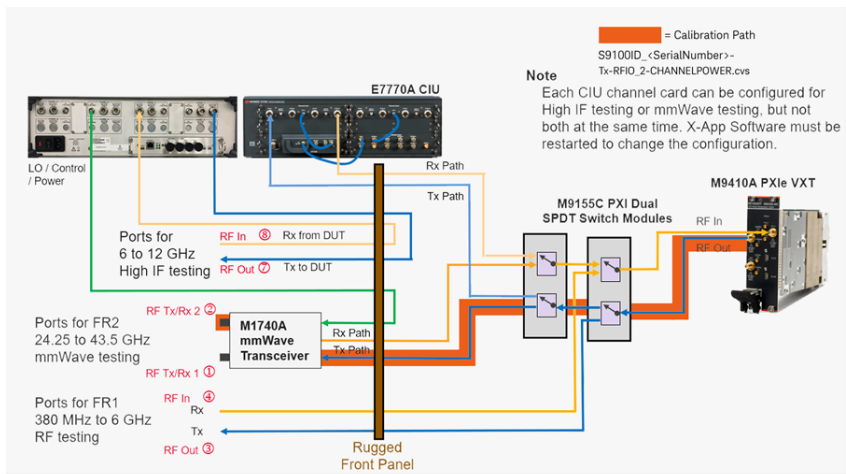 = Calibration Path
S9100ID_<SerialNumber>-
Tx-RFIO_2-CHANNELPOWER.cvs
Note
Each CIU channel card can be configured for
High IF testing or mmWave testing, but not
both at the same time. X-App Software must be
restarted to change the configuration.
E7770A CIU
LO / Control
/ Power
Rx Path
Tx Path
M9155C PXI Dual
SPDT Switch Modules
M9410A PXIe VXT
RF In
RF Out
Ports for
6 to 12 GHz
High IF testing
RF In ⑧ Rx from DUT
RF Out ⑦ Tx to DUT
Ports for FR2
24.25 to 43.5 GHz
mmWave testing
RF Tx/Rx 2 ②
M1740A
mmWave
Transceiver
Rx Path
Tx Path
RF Tx/Rx 1 ①
Ports for FR1
380 MHz to 6 GHz
RF testing
RF In ④
Rx
Tx
RF Out ③
Rugged
Front Panel